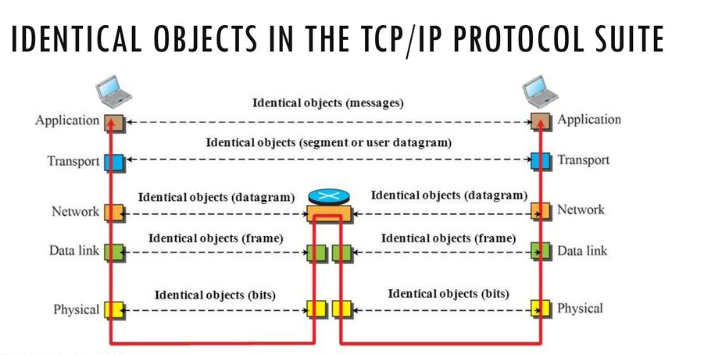 IDENTICAL OBJECTS IN THE TCP/IP PROTOCOL SUITE
Identical objects (messages)
Application
Application
Identical objects (segment or user datagram)
Transport
Transport
Identical objects (datagram)
Identical objects (datagram)
Network
Network
Identical objects (frame)
Identical objects (frame)
Data link
Data link
Identical objects (bits)
Identical objects (bits)
Physical
Physical